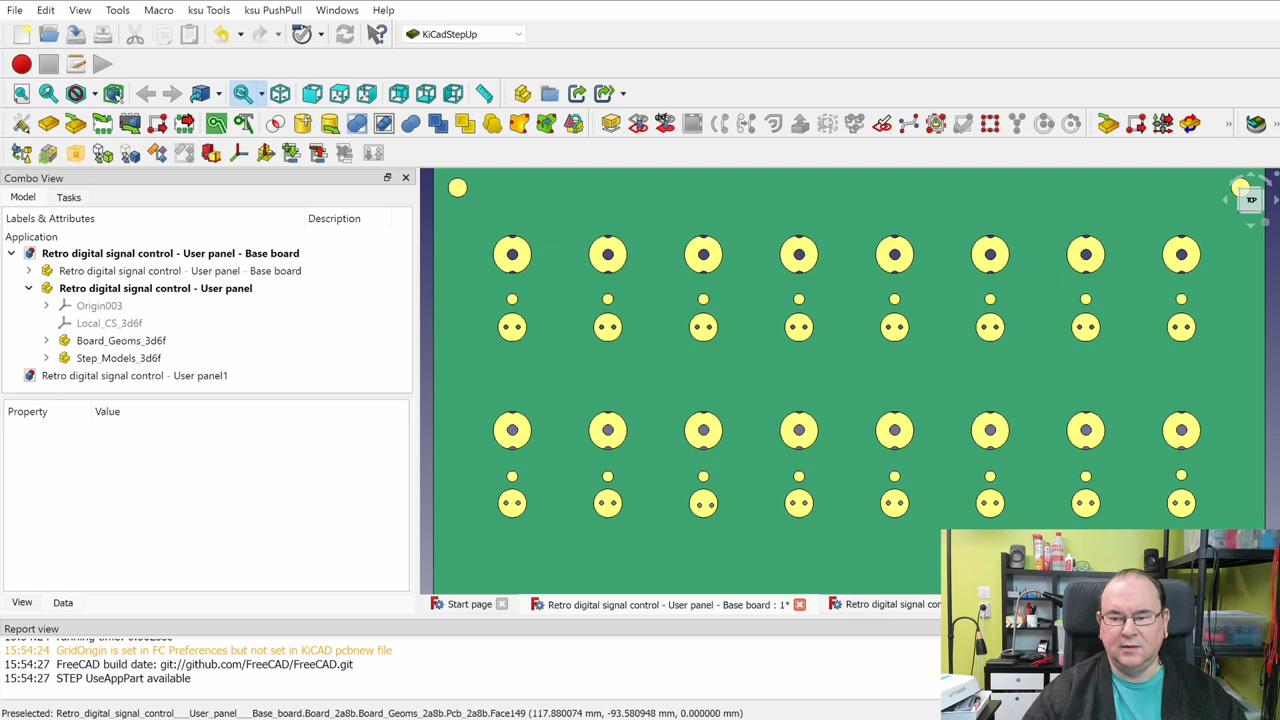 File Edit View Tools Macro ksu Tools ksu PushPull Windows Help
KiCadStepUp
Combo View
Model Tasks
Labels & Attributes Description
Application
Retro digital signal control - User panel - Base board
Retro digital signal control - User panel - Base board
Retro digital signal control - User panel
Origin003
Local_CS_3d6f
Board_Geoms_3d6f
Step_Models_3d6f
Retro digital signal control - User panel1
Property Value
View Data
TOP
Start page Retro digital signal control - User panel - Base board : 1* Retro digital signal co
Report view
15:54:24 GridOrigin is set in FC Preferences but not set in KiCAD pcbnew file
15:54:27 FreeCAD build date: git://github.com/FreeCAD/FreeCAD.git
15:54:27 STEP UseAppPart available
Preselected: Retro_digital_signal_control___User_panel___Base_board.Board_2a8b.Board_Geoms_2a8b.Pcb_2a8b.Face149 (117.880074 mm, -93.580948 mm, 0.000000 mm)